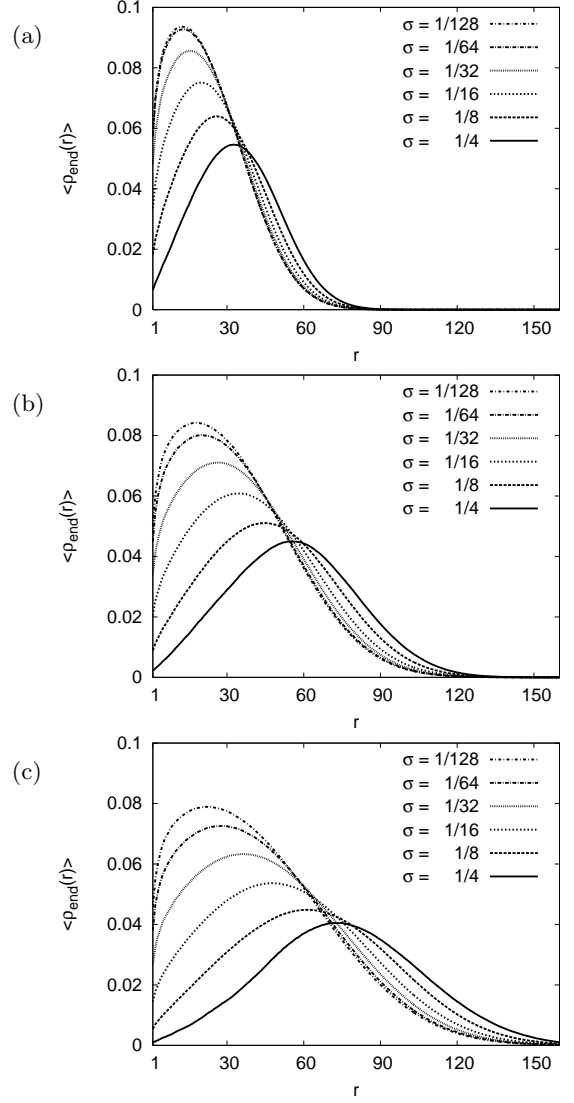 (a)
<ρend(r)>
0.1
0.08
0.06
0.04
0.02
0
1 30 60 90 120 150
r
σ = 1/128
σ = 1/64
σ = 1/32
σ = 1/16
σ = 1/8
σ = 1/4
(b)
<ρend(r)>
0.1
0.08
0.06
0.04
0.02
0
1 30 60 90 120 150
r
σ = 1/128
σ = 1/64
σ = 1/32
σ = 1/16
σ = 1/8
σ = 1/4
(c)
<ρend(r)>
0.1
0.08
0.06
0.04
0.02
0
1 30 60 90 120 150
r
σ = 1/128
σ = 1/64
σ = 1/32
σ = 1/16
σ = 1/8
σ = 1/4